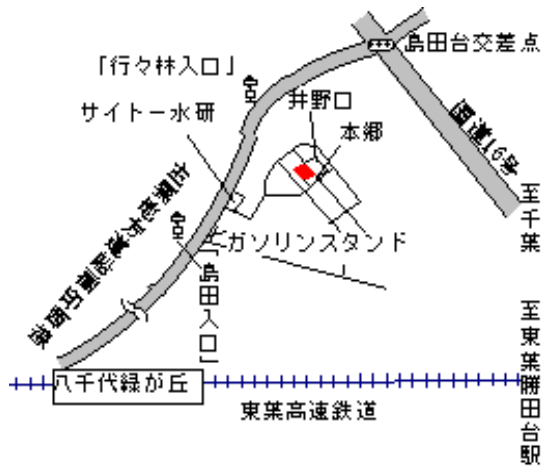 島田台交差点
「行々林入口」
井野口
サイトー水研
本郷
国道16号
至千葉
ガソリンスタンド
「島田入口」
至東葉勝田台駅
八千代緑が丘
東葉高速鉄道